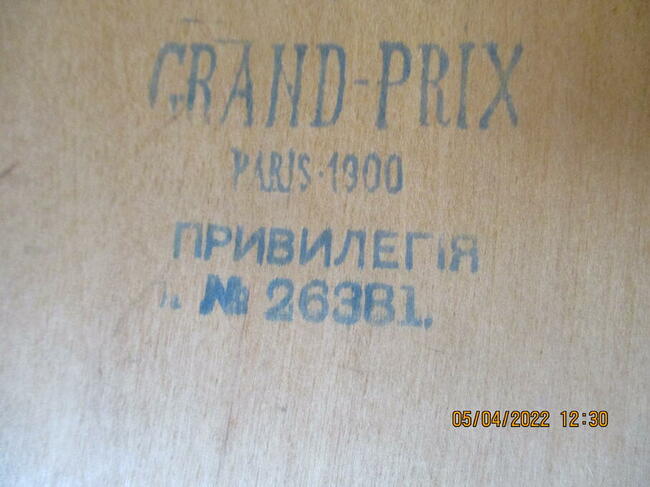 GRAND-PRIX
PARIS·1900
ПРИВИЛЕГІЯ
№ 26381.
05/04/2022 12:30